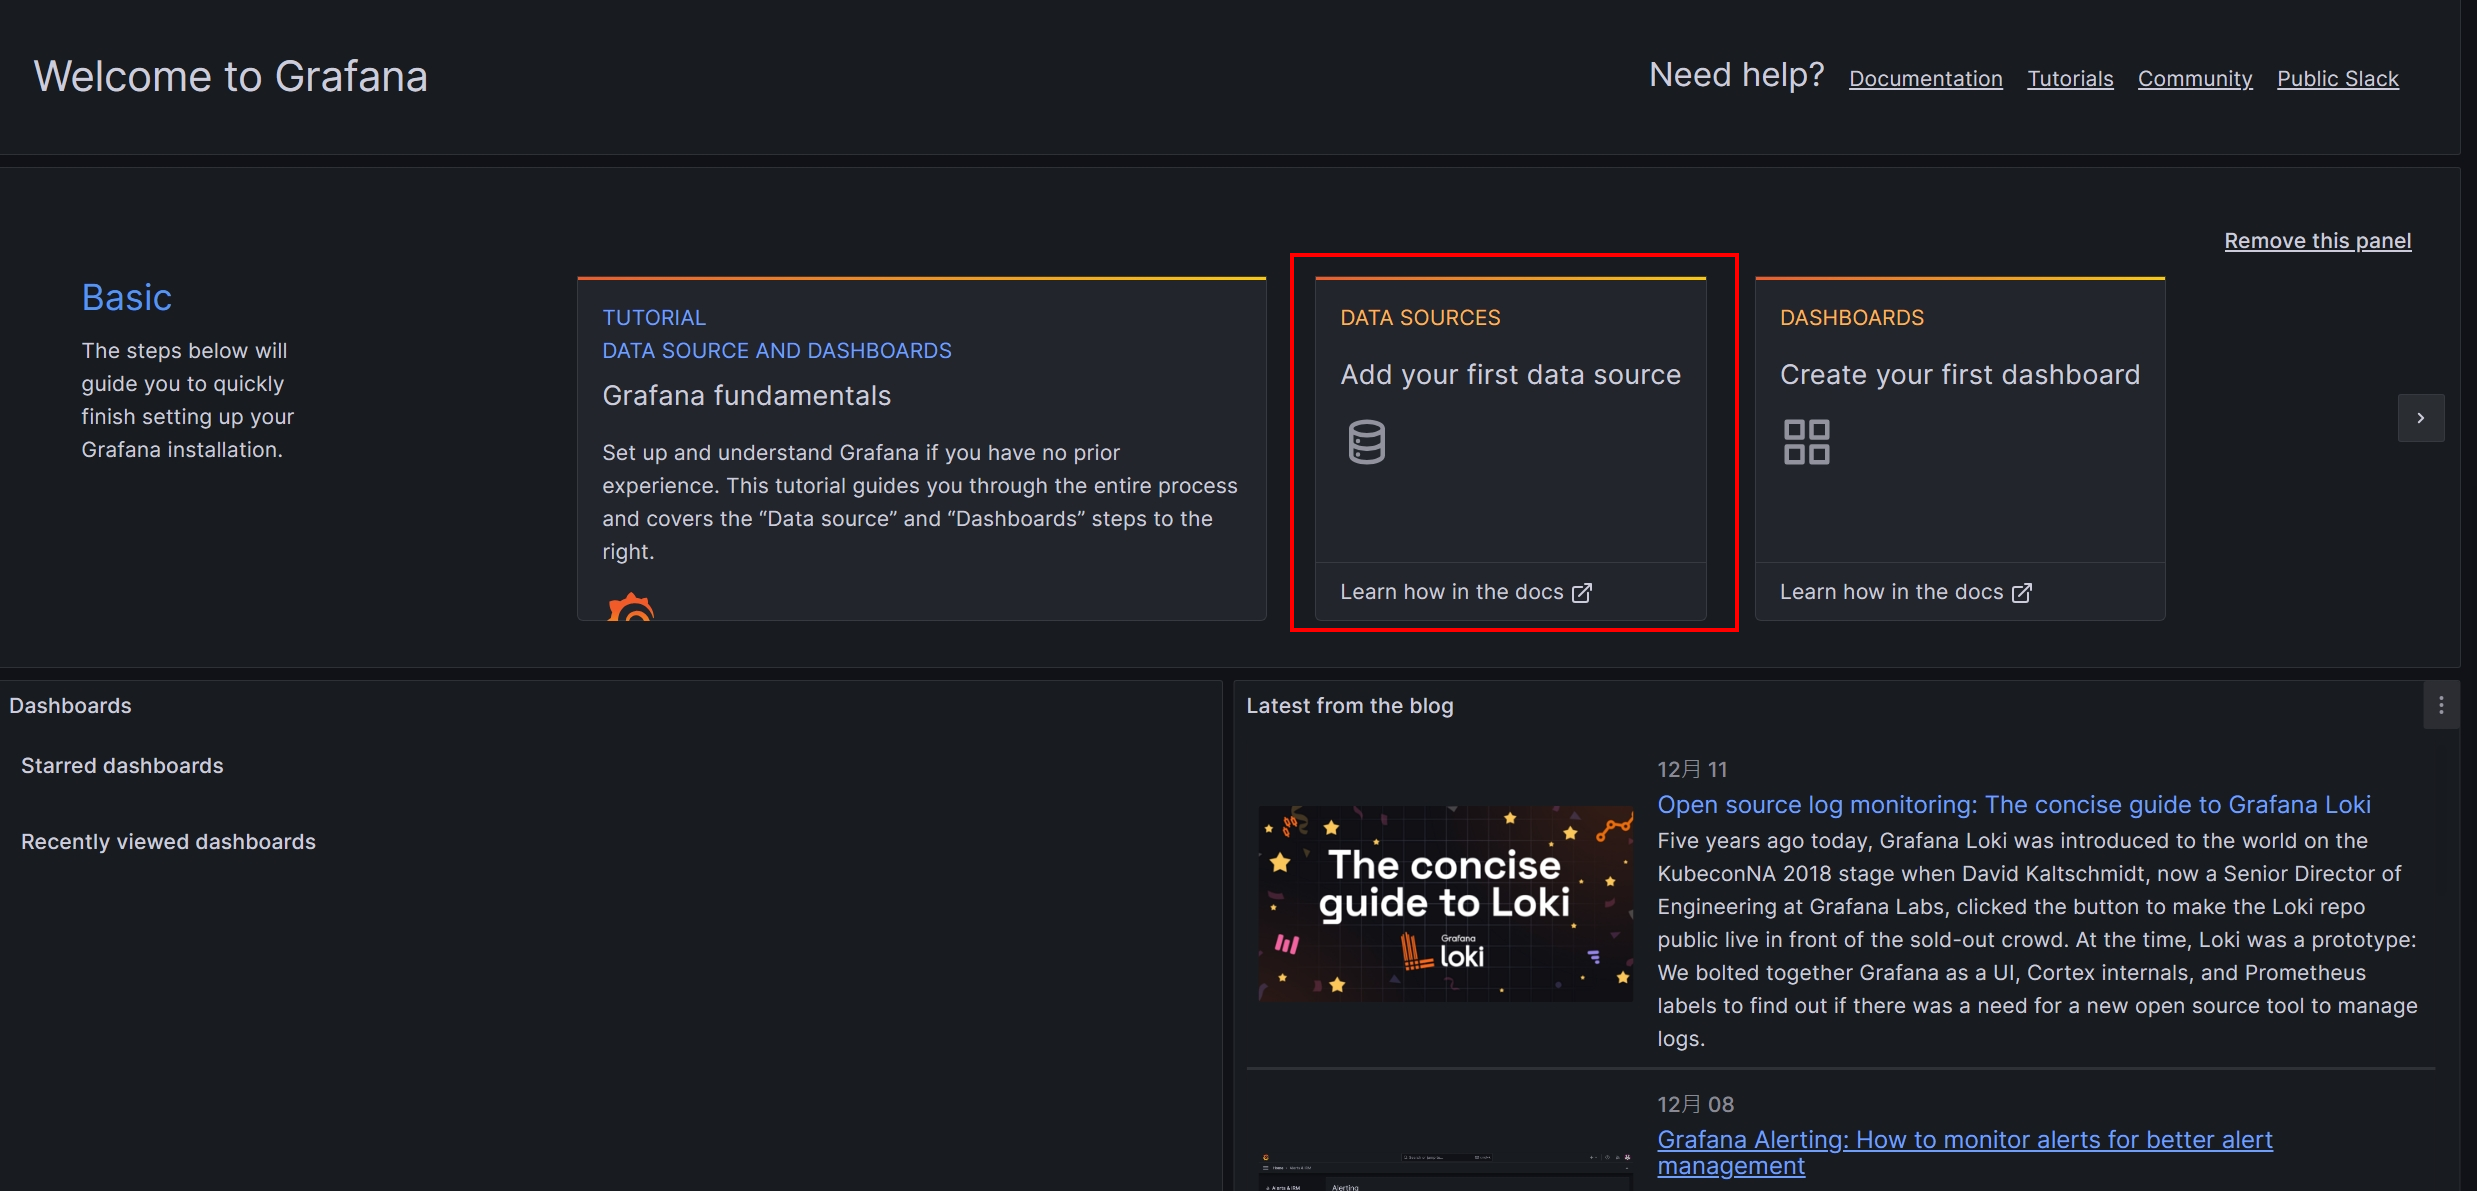 Welcome to Grafana
Need help?
Documentation
Tutorials
Community
Public Slack
Remove this panel
Basic
The steps below will
guide you to quickly
finish setting up your
Grafana installation.
TUTORIAL
DATA SOURCE AND DASHBOARDS
Grafana fundamentals
Set up and understand Grafana if you have no prior
experience. This tutorial guides you through the entire process
and covers the “Data source” and “Dashboards” steps to the
right.
DATA SOURCES
Add your first data source
Learn how in the docs
DASHBOARDS
Create your first dashboard
Learn how in the docs
Dashboards
Starred dashboards
Recently viewed dashboards
Latest from the blog
The concise
guide to Loki
Grafana
loki
12月 11
Open source log monitoring: The concise guide to Grafana Loki
Five years ago today, Grafana Loki was introduced to the world on the
KubeconNA 2018 stage when David Kaltschmidt, now a Senior Director of
Engineering at Grafana Labs, clicked the button to make the Loki repo
public live in front of the sold-out crowd. At the time, Loki was a prototype:
We bolted together Grafana as a UI, Cortex internals, and Prometheus
labels to find out if there was a need for a new open source tool to manage
logs.
12月 08
Grafana Alerting: How to monitor alerts for better alert
management
Alerting